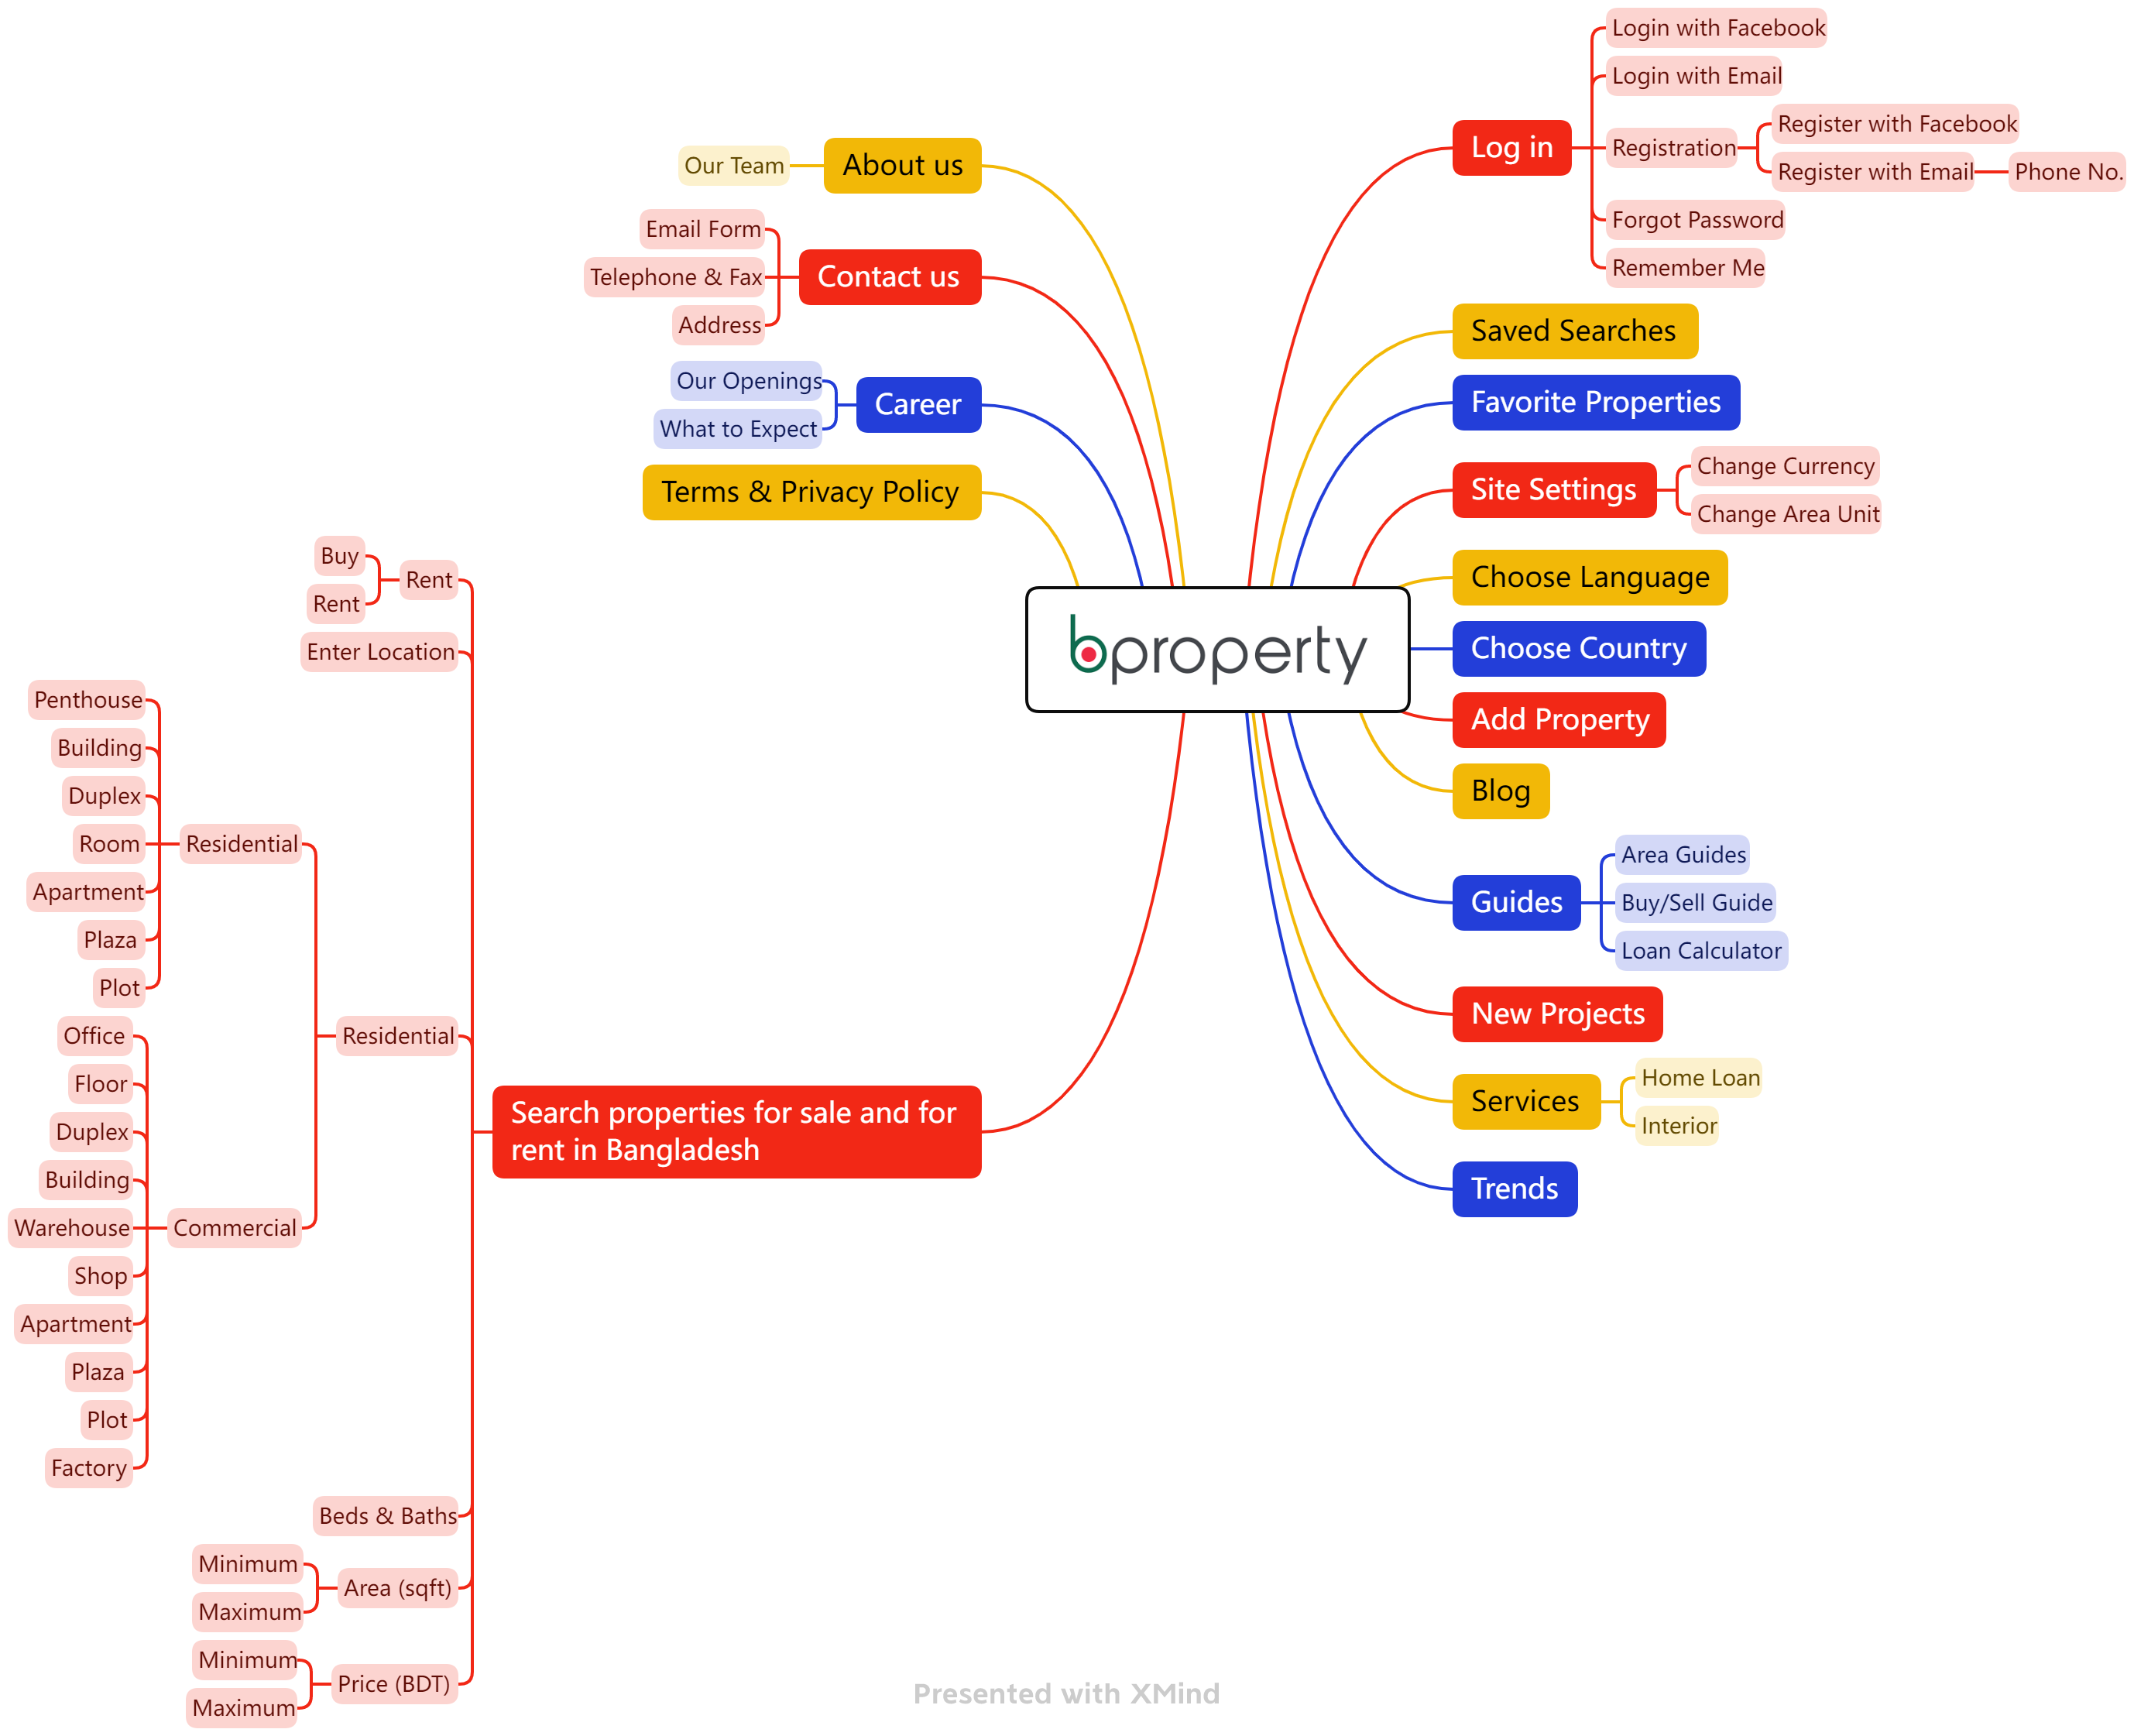 bproperty
Log in
Login with Facebook
Login with Email
Registration
Register with Facebook
Register with Email
Phone No.
Forgot Password
Remember Me
Saved Searches
Favorite Properties
Site Settings
Change Currency
Change Area Unit
Choose Language
Choose Country
Add Property
Blog
Guides
Area Guides
Buy/Sell Guide
Loan Calculator
New Projects
Services
Home Loan
Interior
Trends
About us
Our Team
Contact us
Email Form
Telephone & Fax
Address
Career
Our Openings
What to Expect
Terms & Privacy Policy
Search properties for sale and for
rent in Bangladesh
Rent
Buy
Rent
Enter Location
Residential
Residential
Penthouse
Building
Duplex
Room
Apartment
Plaza
Plot
Commercial
Office
Floor
Duplex
Building
Warehouse
Shop
Apartment
Plaza
Plot
Factory
Beds & Baths
Area (sqft)
Minimum
Maximum
Price (BDT)
Minimum
Maximum
Presented with XMind